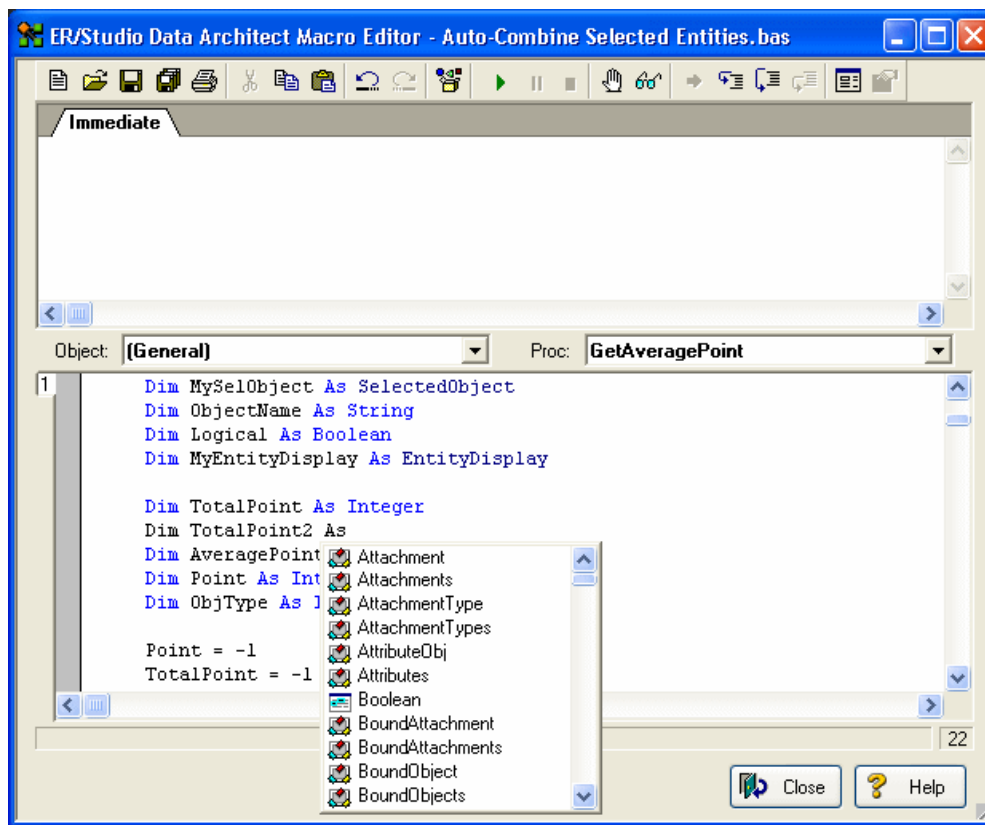 ER/Studio Data Architect Macro Editor - Auto-Combine Selected Entities.bas
Immediate
Object: (General) Proc: GetAveragePoint
1
Dim MySelObject As SelectedObject
Dim ObjectName As String
Dim Logical As Boolean
Dim MyEntityDisplay As EntityDisplay
Dim TotalPoint As Integer
Dim TotalPoint2 As
Dim AveragePoint
Dim Point As Int
Dim ObjType As I
Point = -1
TotalPoint = -1
Attachment
Attachments
AttachmentType
AttachmentTypes
AttributeObj
Attributes
Boolean
BoundAttachment
BoundAttachments
BoundObject
BoundObjects
22
Close Help